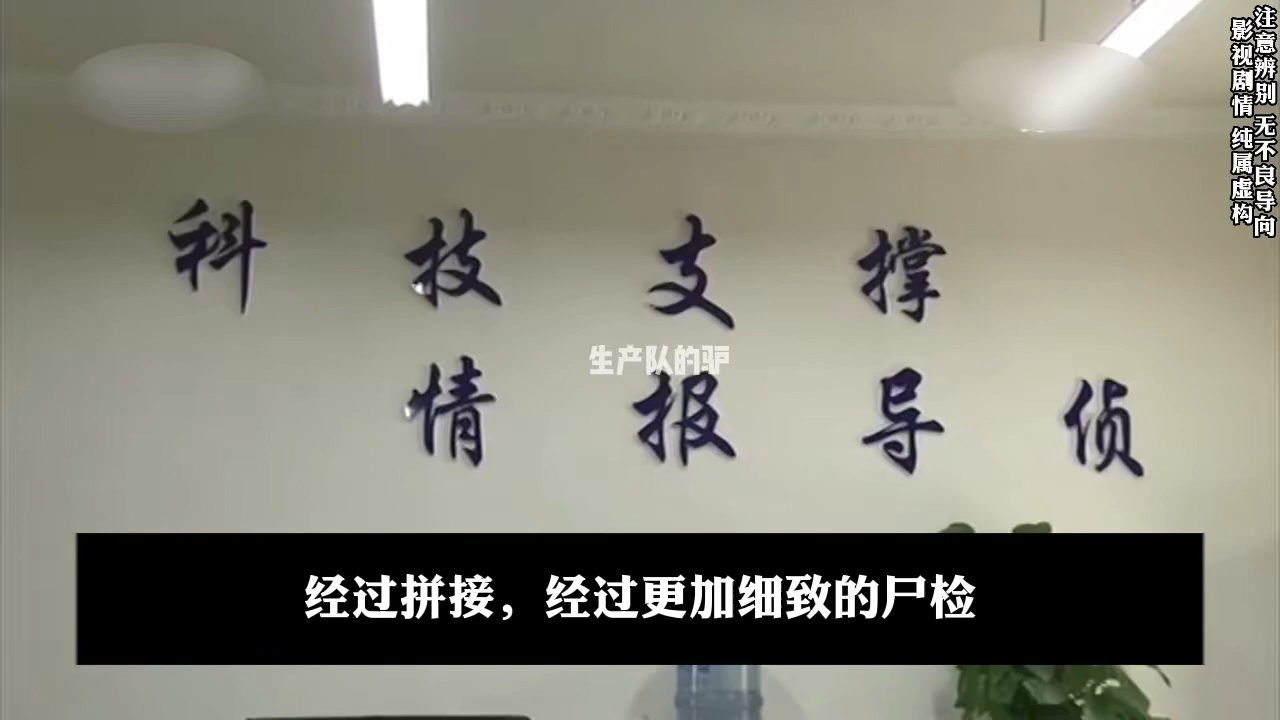 注意辨别 无不良导向
影视剧情 纯属虚构
科技支撑
生产队的驴
情报导侦
经过拼接，经过更加细致的尸检